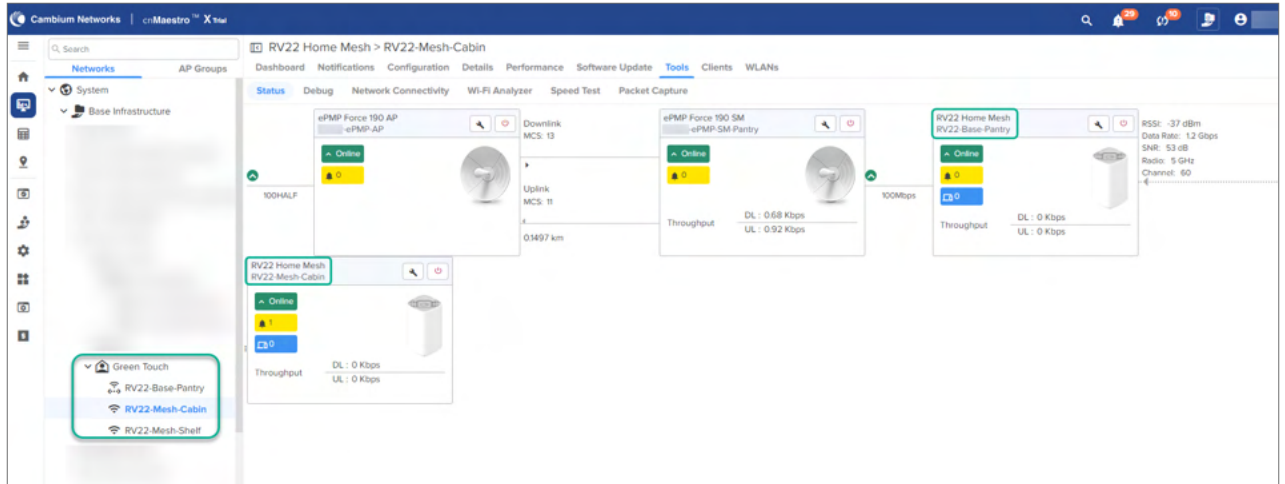 Cambium Networks | cnMaestro™ X Trial
29
10
Search
Networks AP Groups
System
Base Infrastructure
Green Touch
RV22-Base-Pantry
RV22-Mesh-Cabin
RV22-Mesh-Shelf
RV22 Home Mesh > RV22-Mesh-Cabin
Dashboard Notifications Configuration Details Performance Software Update Tools Clients WLANs
Status Debug Network Connectivity Wi-Fi Analyzer Speed Test Packet Capture
100HALF
ePMP Force 190 AP
-ePMP-AP
Online
0
Downlink
MCS: 13
Uplink
MCS: 11
0.1497 km
ePMP Force 190 SM
-ePMP-SM-Pantry
Online
0
Throughput
DL : 0.68 Kbps
UL : 0.92 Kbps
100Mbps
RV22 Home Mesh
RV22-Base-Pantry
Online
0
0
Throughput
DL : 0 Kbps
UL : 0 Kbps
RSSI: -37 dBm
Data Rate: 1.2 Gbps
SNR: 53 dB
Radio: 5 GHz
Channel: 60
RV22 Home Mesh
RV22-Mesh-Cabin
Online
1
0
Throughput
DL : 0 Kbps
UL : 0 Kbps